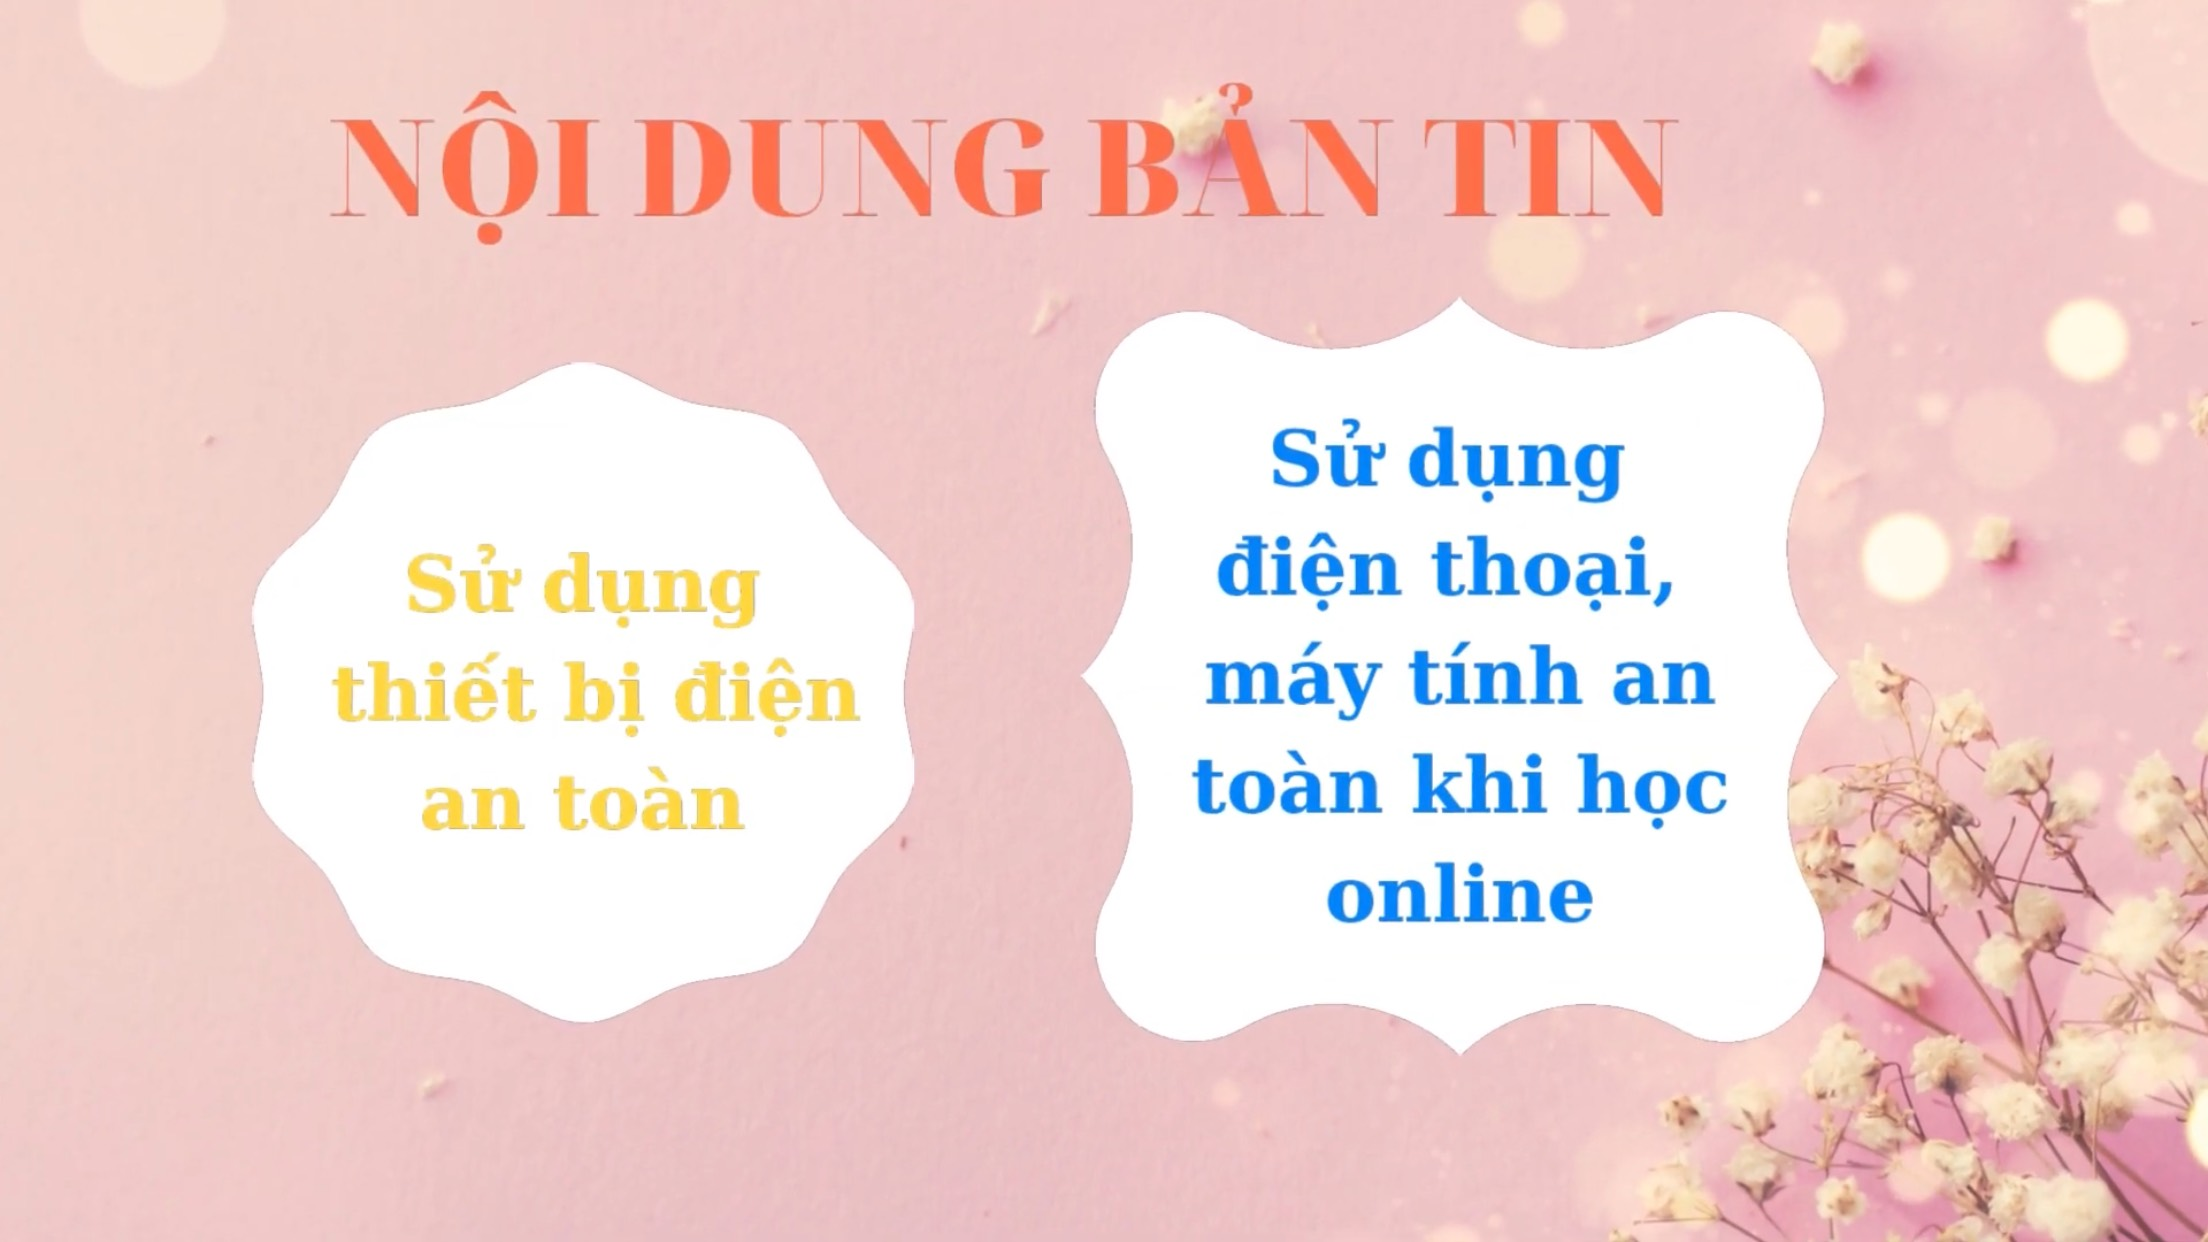 NỘI DUNG BẢN TIN
Sử dụng
thiết bị điện
an toàn
Sử dụng
điện thoại,
máy tính an
toàn khi học
online